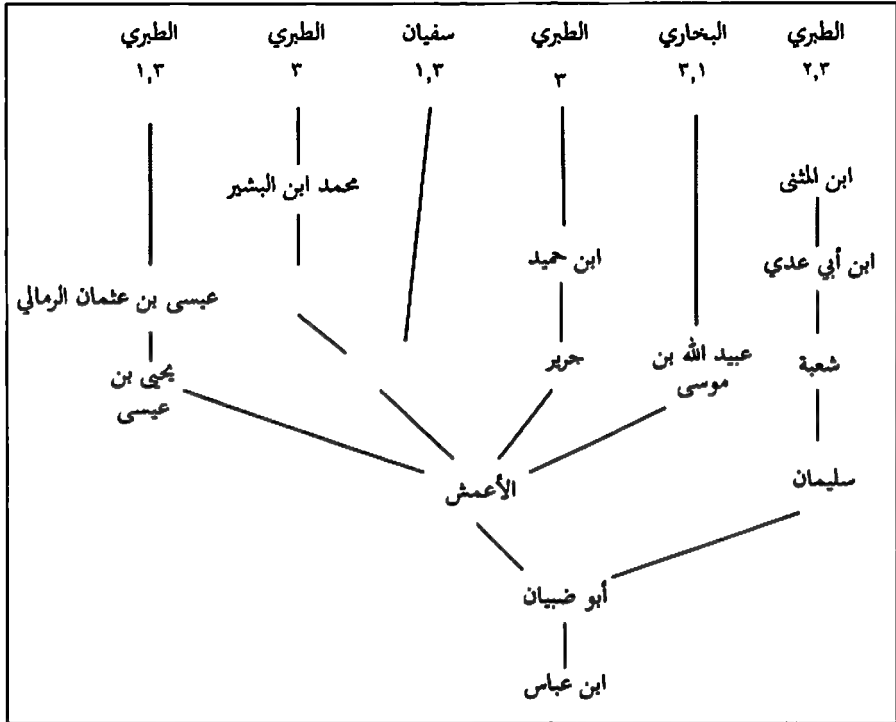 الطبري البخاري الطبري سفيان الطبري الطبري
٢,٣ ٣,١ ٣ ١,٣ ٣ ١,٣
ابن المثنى محمد ابن البشير
ابن أبي عدي ابن حميد
عبسى بن عثمان الرمالي
شعبة عبيد الله بن جرير يحيى بن
موسى عيسى
سليمان الأعمش
أبو ضبيان
ابن عباس